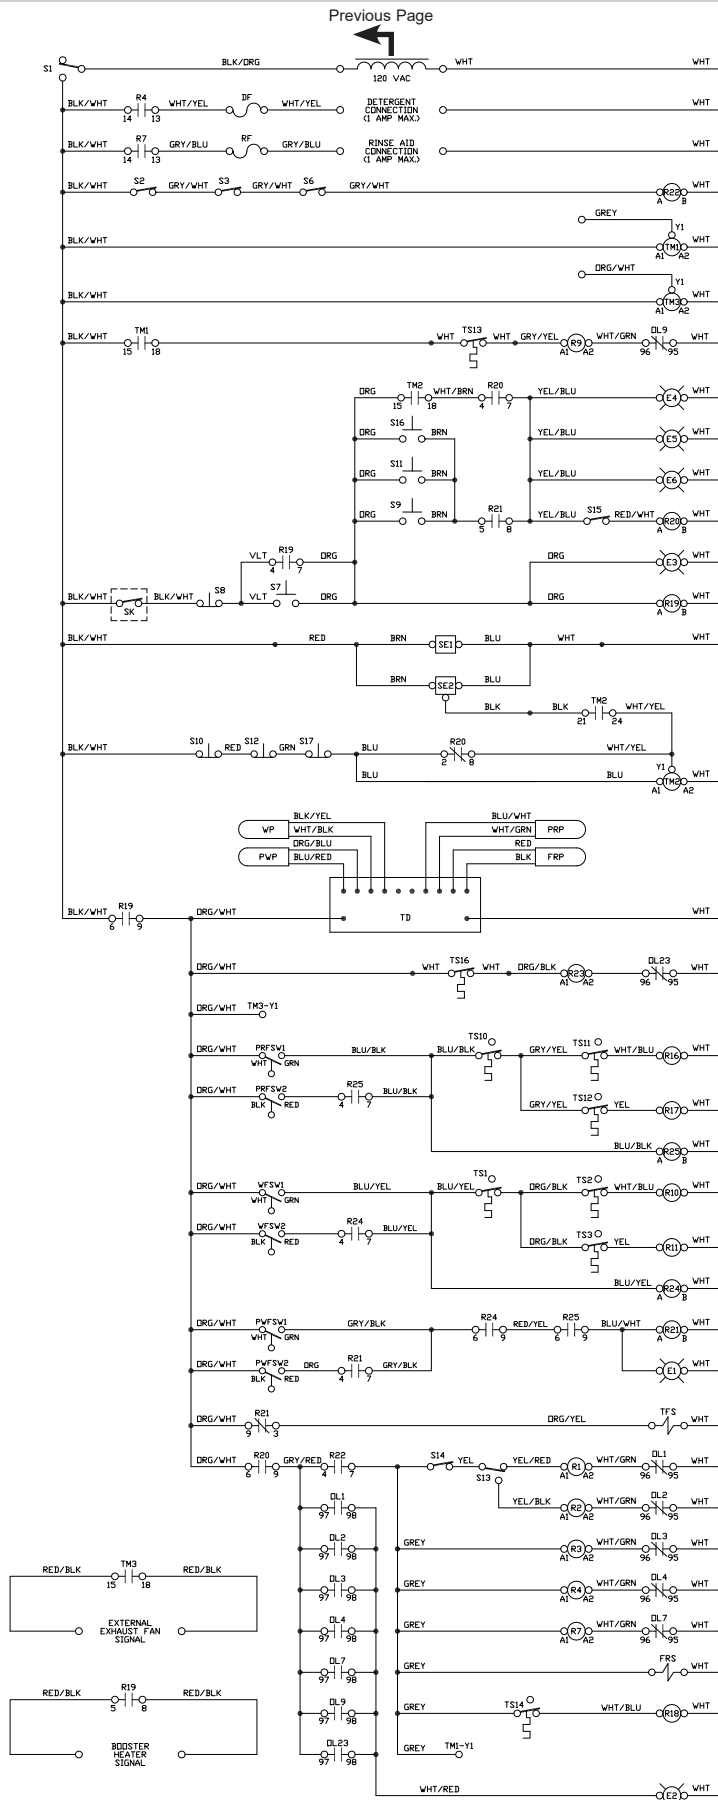 Previous Page
S1 BLK/ORG 120 VAC WHT WHT
BLK/WHT R4 14 13 WHT/YEL DF WHT/YEL DETERGENT CONNECTION (1 AMP MAX.) WHT
BLK/WHT R7 14 13 GRY/BLU RF GRY/BLU RINSE AID CONNECTION (1 AMP MAX.) WHT
BLK/WHT S2 GRY/WHT S3 GRY/WHT S6 GRY/WHT R22 A B WHT
GREY Y1
BLK/WHT TM1 A1 A2 WHT
ORG/WHT Y1
BLK/WHT TM3 A1 A2 WHT
BLK/WHT TM1 15 18 WHT TS13 WHT GRY/YEL R9 A1 A2 WHT/GRN OL9 96 95 WHT
ORG TM2 15 18 WHT/BRN R20 4 7 YEL/BLU E4 WHT
ORG S16 BRN YEL/BLU E5 WHT
ORG S11 BRN YEL/BLU E6 WHT
ORG S9 BRN R21 5 8 YEL/BLU S15 RED/WHT R20 A B WHT
VLT R19 4 7 ORG ORG E3 WHT
BLK/WHT SK BLK/WHT S8 VLT S7 ORG ORG R19 A B WHT
BLK/WHT RED BRN SE1 BLU WHT WHT
BRN SE2 BLU
BLK BLK TM2 21 24 WHT/YEL
BLK/WHT S10 RED S12 GRN S17 BLU R20 2 8 WHT/YEL
BLU BLU Y1 TM2 A1 A2 WHT
WP BLK/YEL WHT/BLK BLU/WHT WHT/GRN PRP
PWP ORG/BLU BLU/RED RED BLK FRP
BLK/WHT R19 6 9 ORG/WHT TD WHT
ORG/WHT WHT TS16 WHT ORG/BLK R23 A1 A2 OL23 96 95 WHT
ORG/WHT TM3-Y1
ORG/WHT PRFSW1 WHT GRN BLU/BLK BLU/BLK TS10 GRY/YEL TS11 WHT/BLU R16 WHT
ORG/WHT PRFSW2 BLK RED R25 4 7 BLU/BLK GRY/YEL TS12 YEL R17 WHT
BLU/BLK R25 A B WHT
ORG/WHT WFSW1 WHT GRN BLU/YEL BLU/YEL TS1 ORG/BLK TS2 WHT/BLU R10 WHT
ORG/WHT WFSW2 BLK RED R24 4 7 BLU/YEL ORG/BLK TS3 YEL R11 WHT
BLU/YEL R24 A B WHT
ORG/WHT PWFSW1 WHT GRN GRY/BLK R24 6 9 RED/YEL R25 6 9 BLU/WHT R21 A B WHT
ORG/WHT PWFSW2 BLK RED ORG R21 4 7 GRY/BLK E1 WHT
ORG/WHT R21 9 3 ORG/YEL TFS WHT
ORG/WHT R20 6 9 GRY/RED R22 4 7 S14 YEL S13 YEL/RED R1 A1 A2 WHT/GRN OL1 96 95 WHT
OL1 97 98 YEL/BLK R2 A1 A2 WHT/GRN OL2 96 95 WHT
OL2 97 98 GREY R3 A1 A2 WHT/GRN OL3 96 95 WHT
RED/BLK TM3 15 18 RED/BLK OL3 97 98 GREY R4 A1 A2 WHT/GRN OL4 96 95 WHT
EXTERNAL EXHAUST FAN SIGNAL OL4 97 98 GREY R7 A1 A2 WHT/GRN OL7 96 95 WHT
OL7 97 98 GREY FRS WHT
RED/BLK R19 5 8 RED/BLK OL9 97 98 GREY TS14 WHT/BLU R18 WHT
BOOSTER HEATER SIGNAL OL23 97 98 GREY TM1-Y1
WHT/RED E2 WHT